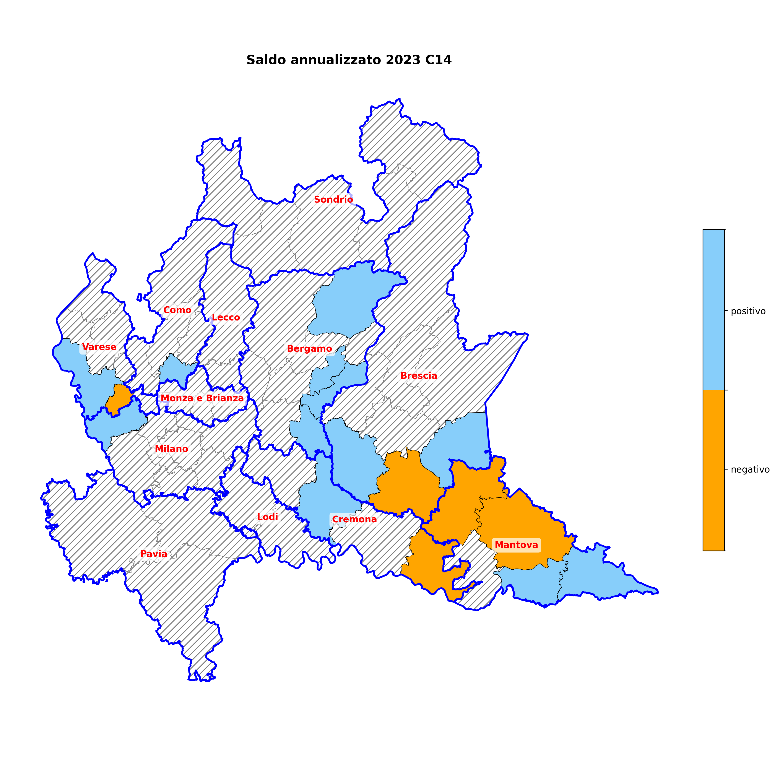 Saldo annualizzato 2023 C14
Sondrio
Como
Lecco
Varese
Bergamo
Brescia
Monza e Brianza
Milano
Lodi
Cremona
Pavia
Mantova
positivo
negativo